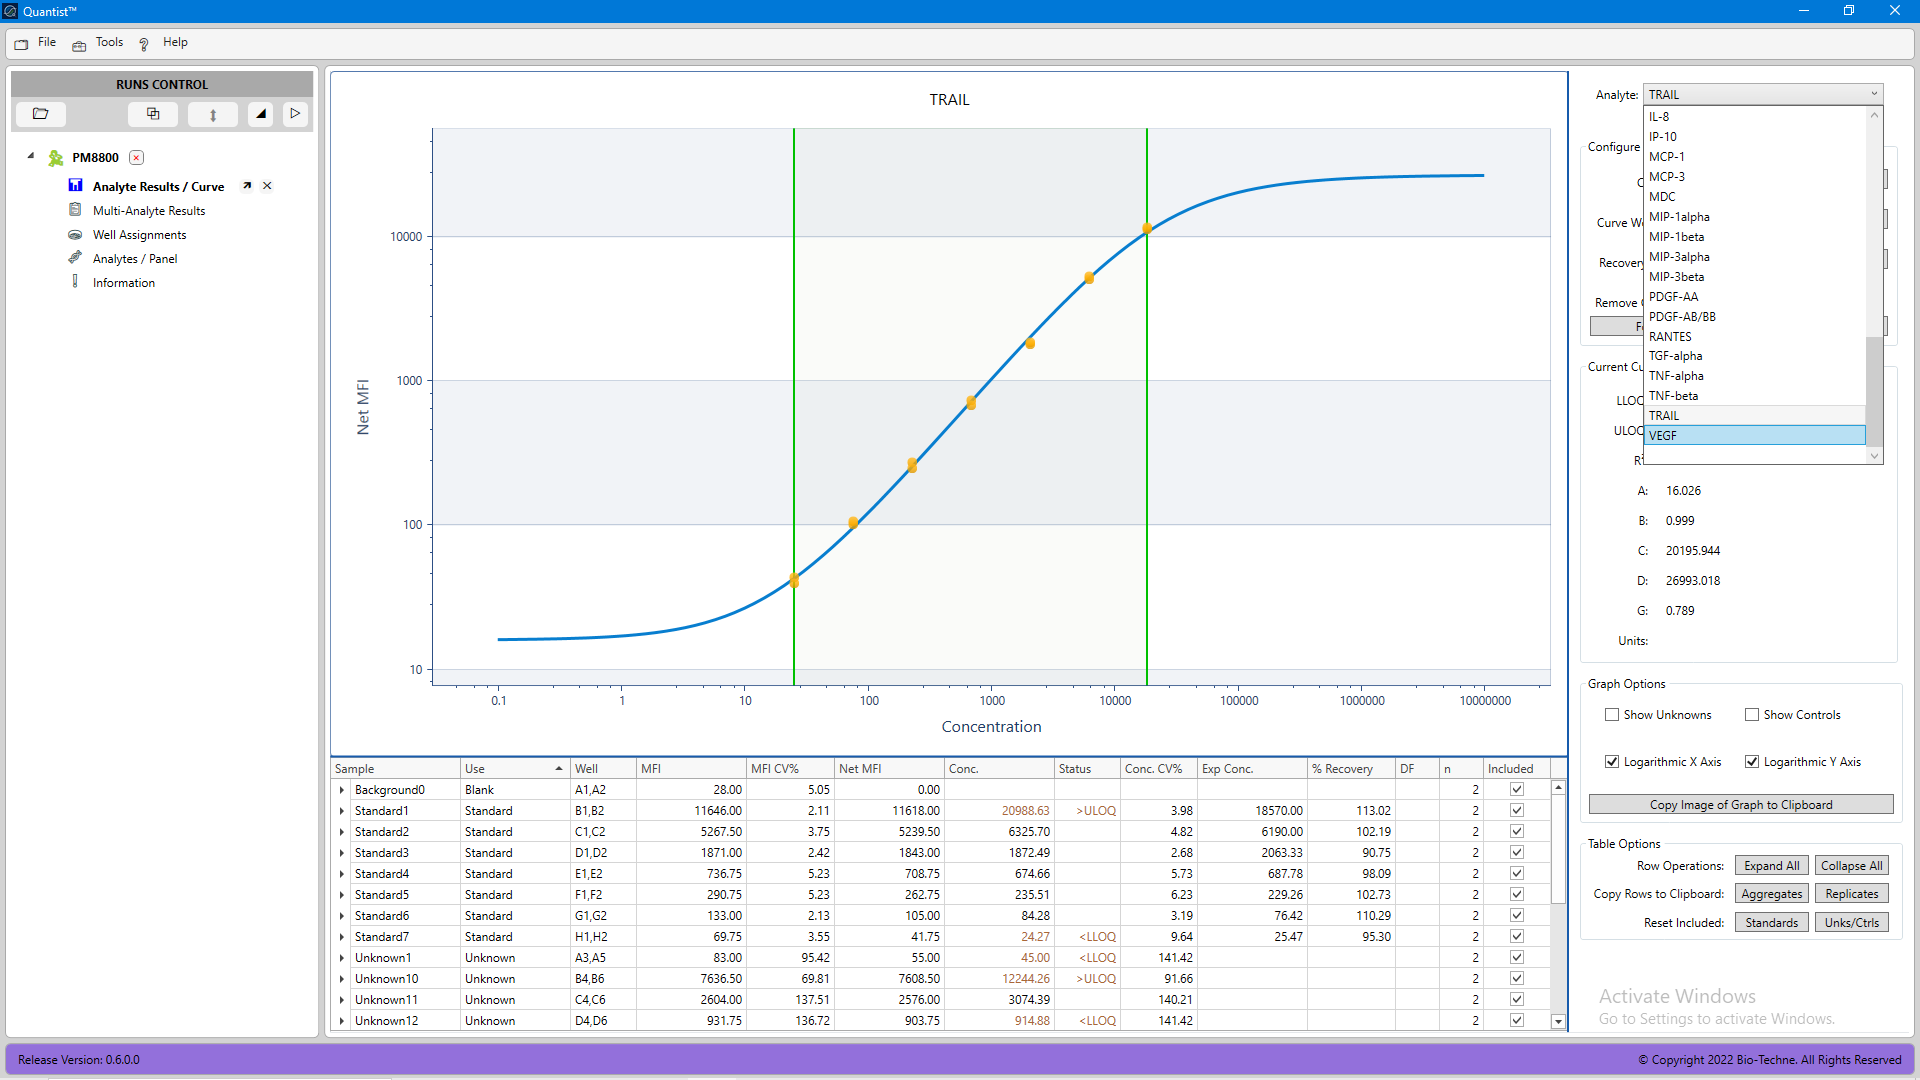 Quantist™
File Tools ? Help
RUNS CONTROL
PM8800
Analyte Results / Curve
Multi-Analyte Results
Well Assignments
Analytes / Panel
Information
TRAIL
Net MFI
10000
1000
100
10
0.1 1 10 100 1000 10000 100000 1000000 10000000
Concentration
Sample Use Well MFI MFI CV% Net MFI Conc. Status Conc. CV% Exp Conc. % Recovery DF n Included
Background0 Blank A1,A2 28.00 5.05 0.00 2
Standard1 Standard B1,B2 11646.00 2.11 11618.00 20988.63 >ULOQ 3.98 18570.00 113.02 2
Standard2 Standard C1,C2 5267.50 3.75 5239.50 6325.70 4.82 6190.00 102.19 2
Standard3 Standard D1,D2 1871.00 2.42 1843.00 1872.49 2.68 2063.33 90.75 2
Standard4 Standard E1,E2 736.75 5.23 708.75 674.66 5.73 687.78 98.09 2
Standard5 Standard F1,F2 290.75 5.23 262.75 235.51 6.23 229.26 102.73 2
Standard6 Standard G1,G2 133.00 2.13 105.00 84.28 3.19 76.42 110.29 2
Standard7 Standard H1,H2 69.75 3.55 41.75 24.27 <LLOQ 9.64 25.47 95.30 2
Unknown1 Unknown A3,A5 83.00 95.42 55.00 45.00 <LLOQ 141.42 2
Unknown10 Unknown B4,B6 7636.50 69.81 7608.50 12244.26 >ULOQ 91.66 2
Unknown11 Unknown C4,C6 2604.00 137.51 2576.00 3074.39 140.21 2
Unknown12 Unknown D4,D6 931.75 136.72 903.75 914.88 <LLOQ 141.42 2
Analyte: TRAIL
IL-8
IP-10
MCP-1
MCP-3
MDC
MIP-1alpha
MIP-1beta
MIP-3alpha
MIP-3beta
PDGF-AA
PDGF-AB/BB
RANTES
TGF-alpha
TNF-alpha
TNF-beta
TRAIL
VEGF
Configure
Curve We
Recovery
Remove
Current Cu
LLOQ
ULOQ
R²
A: 16.026
B: 0.999
C: 20195.944
D: 26993.018
G: 0.789
Units:
Graph Options
Show Unknowns Show Controls
Logarithmic X Axis Logarithmic Y Axis
Copy Image of Graph to Clipboard
Table Options
Row Operations: Expand All Collapse All
Copy Rows to Clipboard: Aggregates Replicates
Reset Included: Standards Unks/Ctrls
Activate Windows
Go to Settings to activate Windows.
Release Version: 0.6.0.0
© Copyright 2022 Bio-Techne. All Rights Reserved